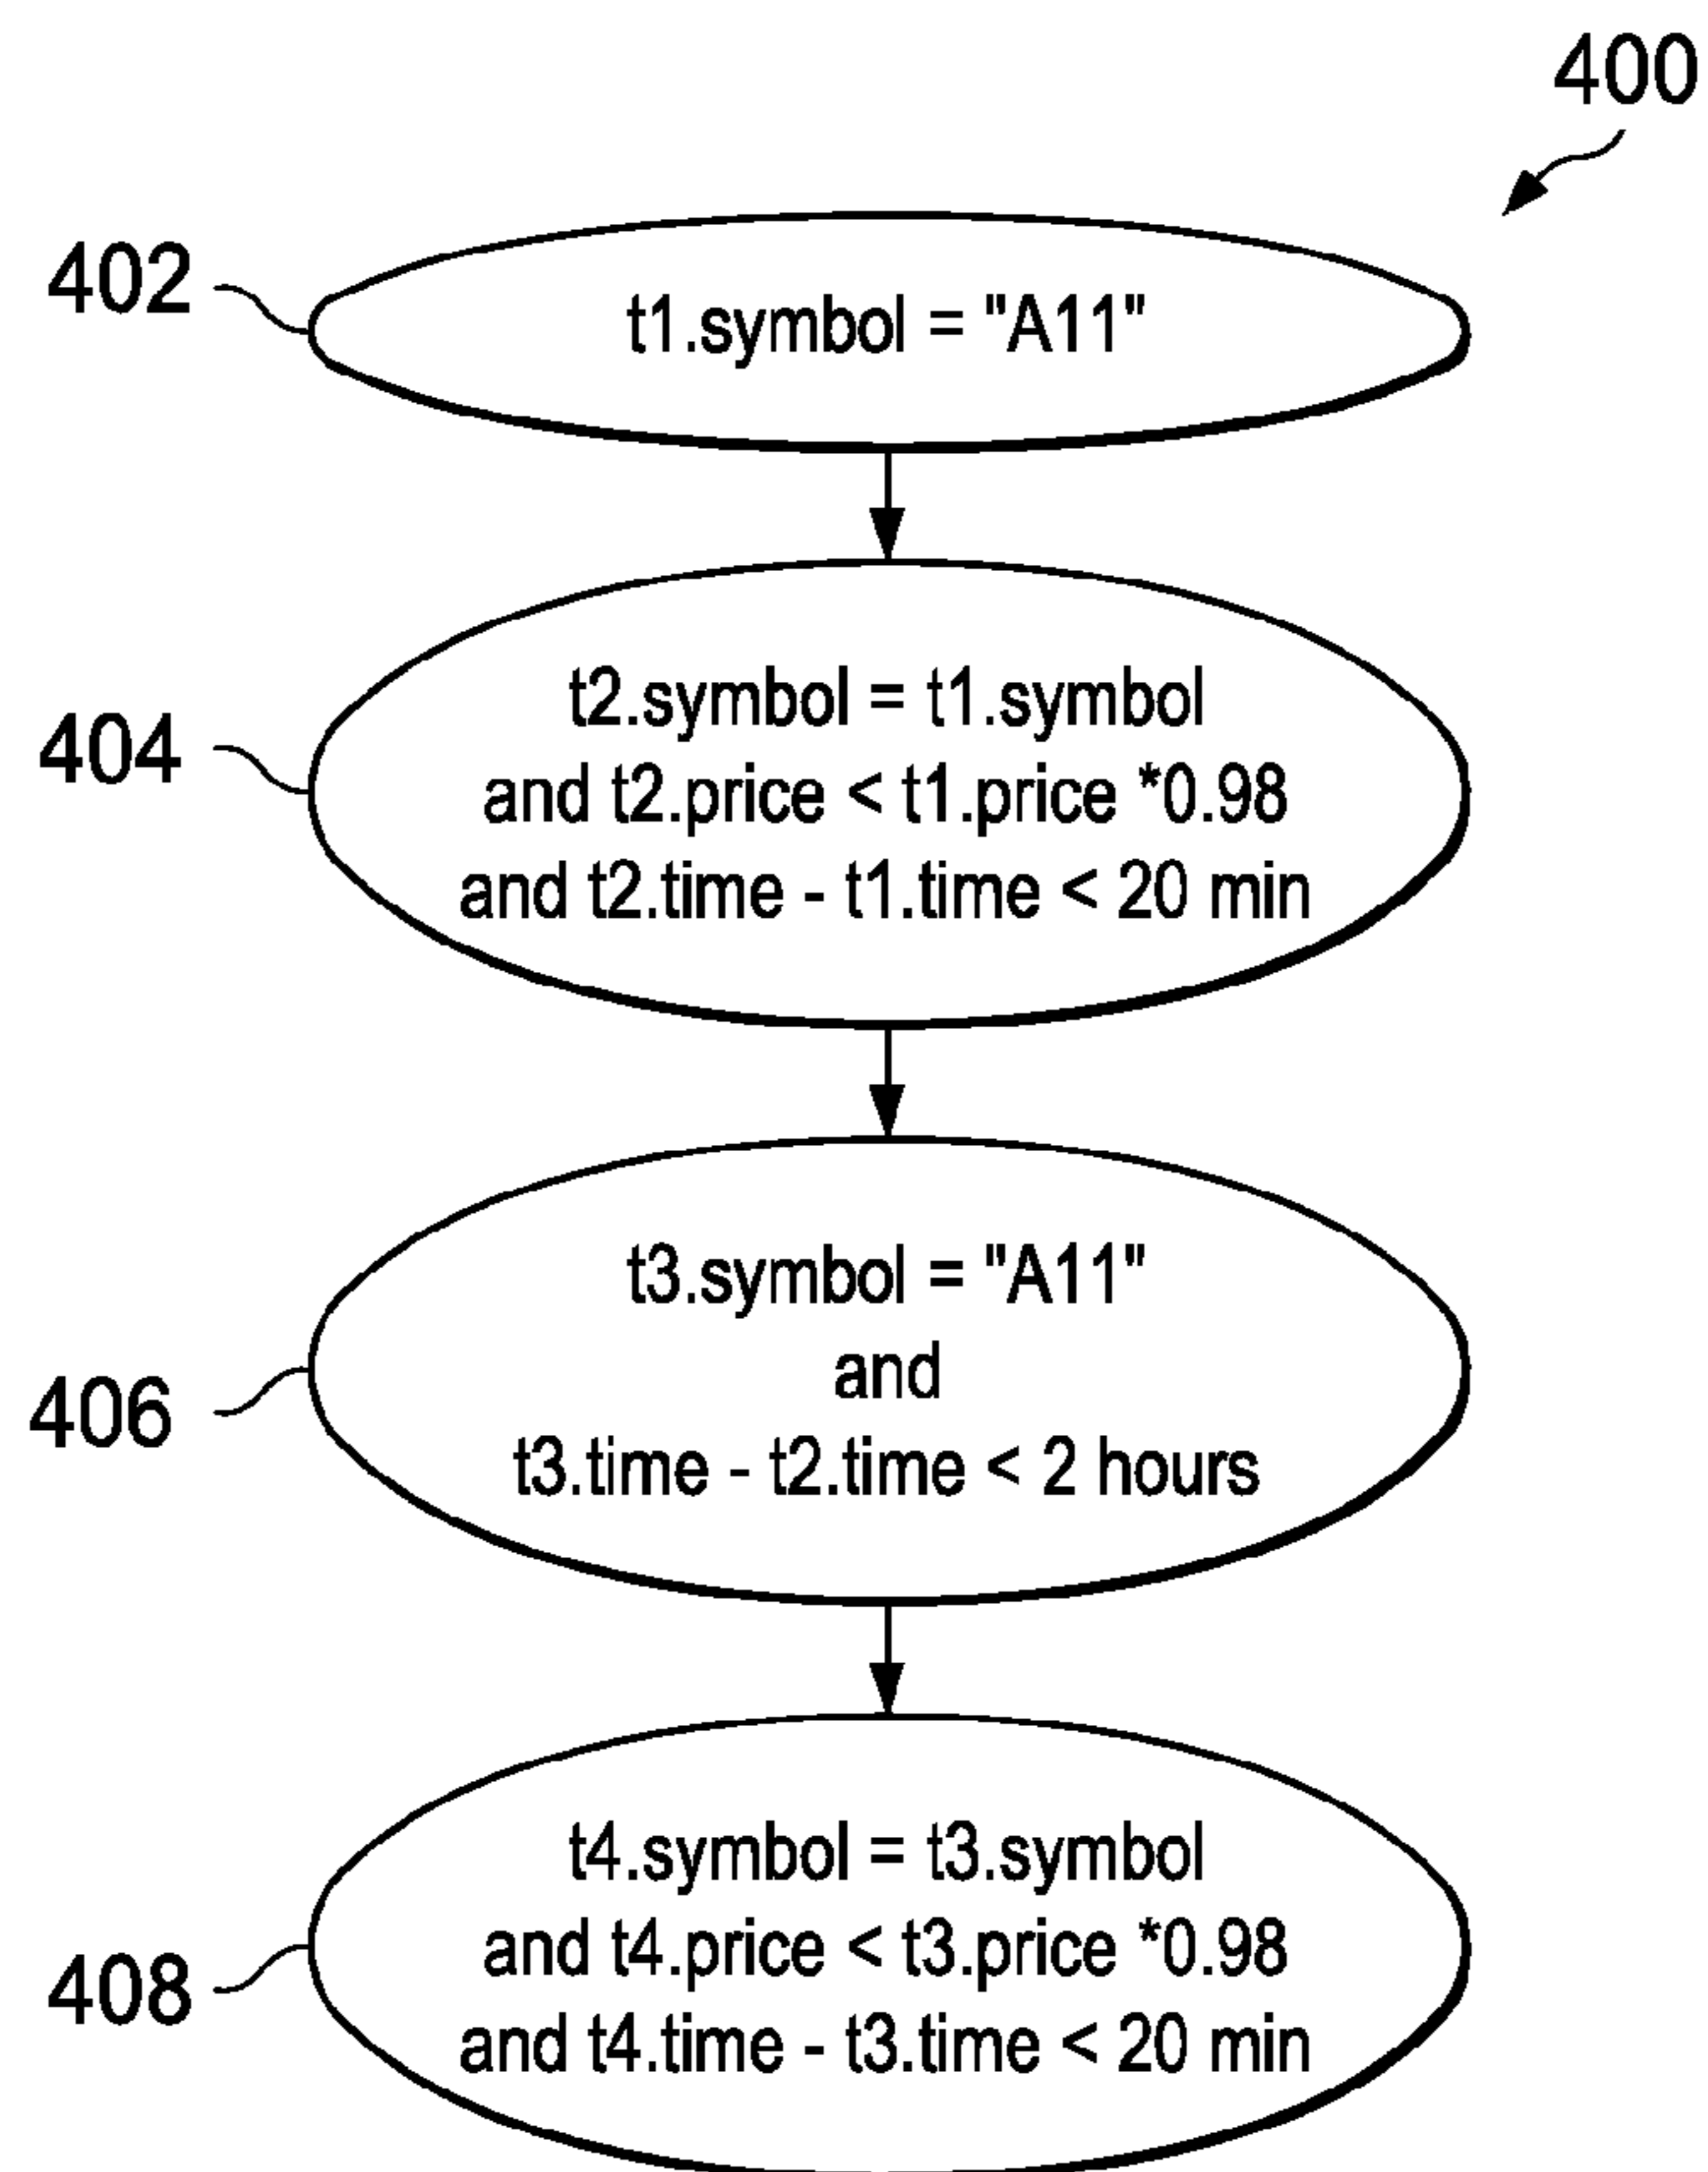 400
402
t1.symbol = "A11"
404
t2.symbol = t1.symbol
and t2.price < t1.price *0.98
and t2.time - t1.time < 20 min
406
t3.symbol = "A11"
and
t3.time - t2.time < 2 hours
408
t4.symbol = t3.symbol
and t4.price < t3.price *0.98
and t4.time - t3.time < 20 min